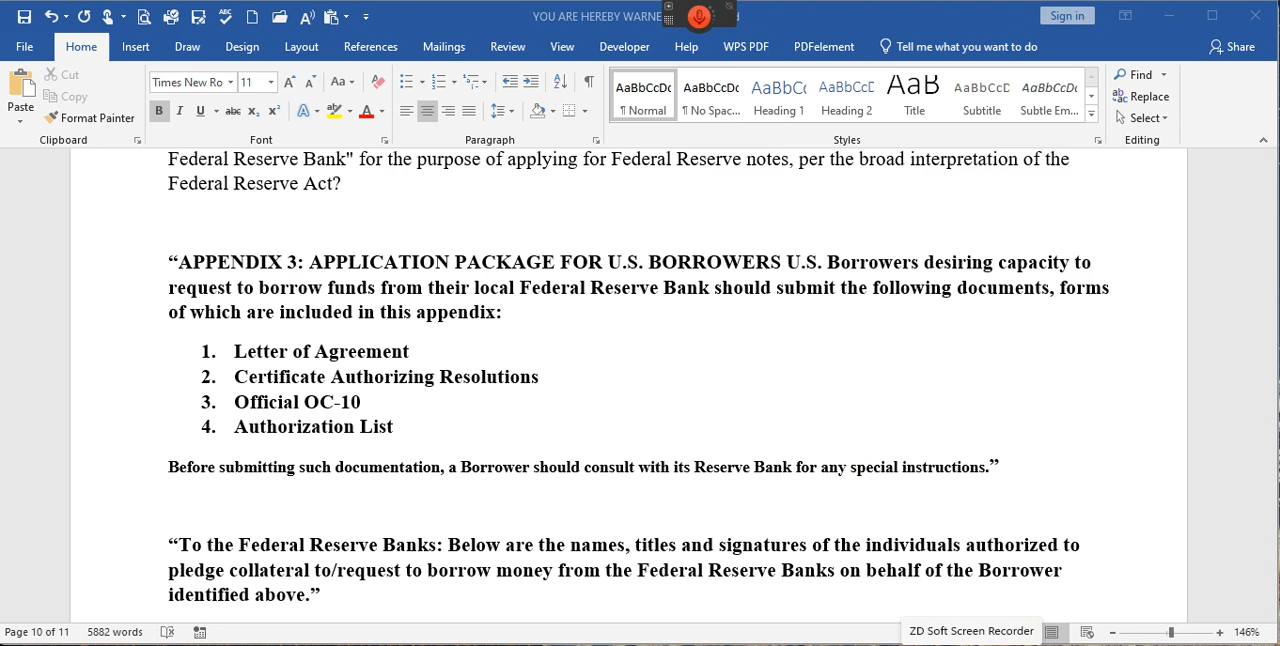 YOU ARE HEREBY WARNE
Sign in
File Home Insert Draw Design Layout References Mailings Review View Developer Help WPS PDF PDFelement Tell me what you want to do Share
Paste
Cut
Copy
Format Painter
Clipboard
Times New Ro 11 Aa
B I U abc X₂ X² A A
Font
Paragraph
AaBbCcDc AaBbCcDc AaBbCc AaBbCcE AaB AaBbCcD AaBbCcDc
¶ Normal ¶ No Spac... Heading 1 Heading 2 Title Subtitle Subtle Em...
Styles
Find
Replace
Select
Editing
Federal Reserve Bank" for the purpose of applying for Federal Reserve notes, per the broad interpretation of the
Federal Reserve Act?
“APPENDIX 3: APPLICATION PACKAGE FOR U.S. BORROWERS U.S. Borrowers desiring capacity to
request to borrow funds from their local Federal Reserve Bank should submit the following documents, forms
of which are included in this appendix:
1. Letter of Agreement
2. Certificate Authorizing Resolutions
3. Official OC-10
4. Authorization List
Before submitting such documentation, a Borrower should consult with its Reserve Bank for any special instructions.”
“To the Federal Reserve Banks: Below are the names, titles and signatures of the individuals authorized to
pledge collateral to/request to borrow money from the Federal Reserve Banks on behalf of the Borrower
identified above.”
Page 10 of 11 5882 words ZD Soft Screen Recorder 146%